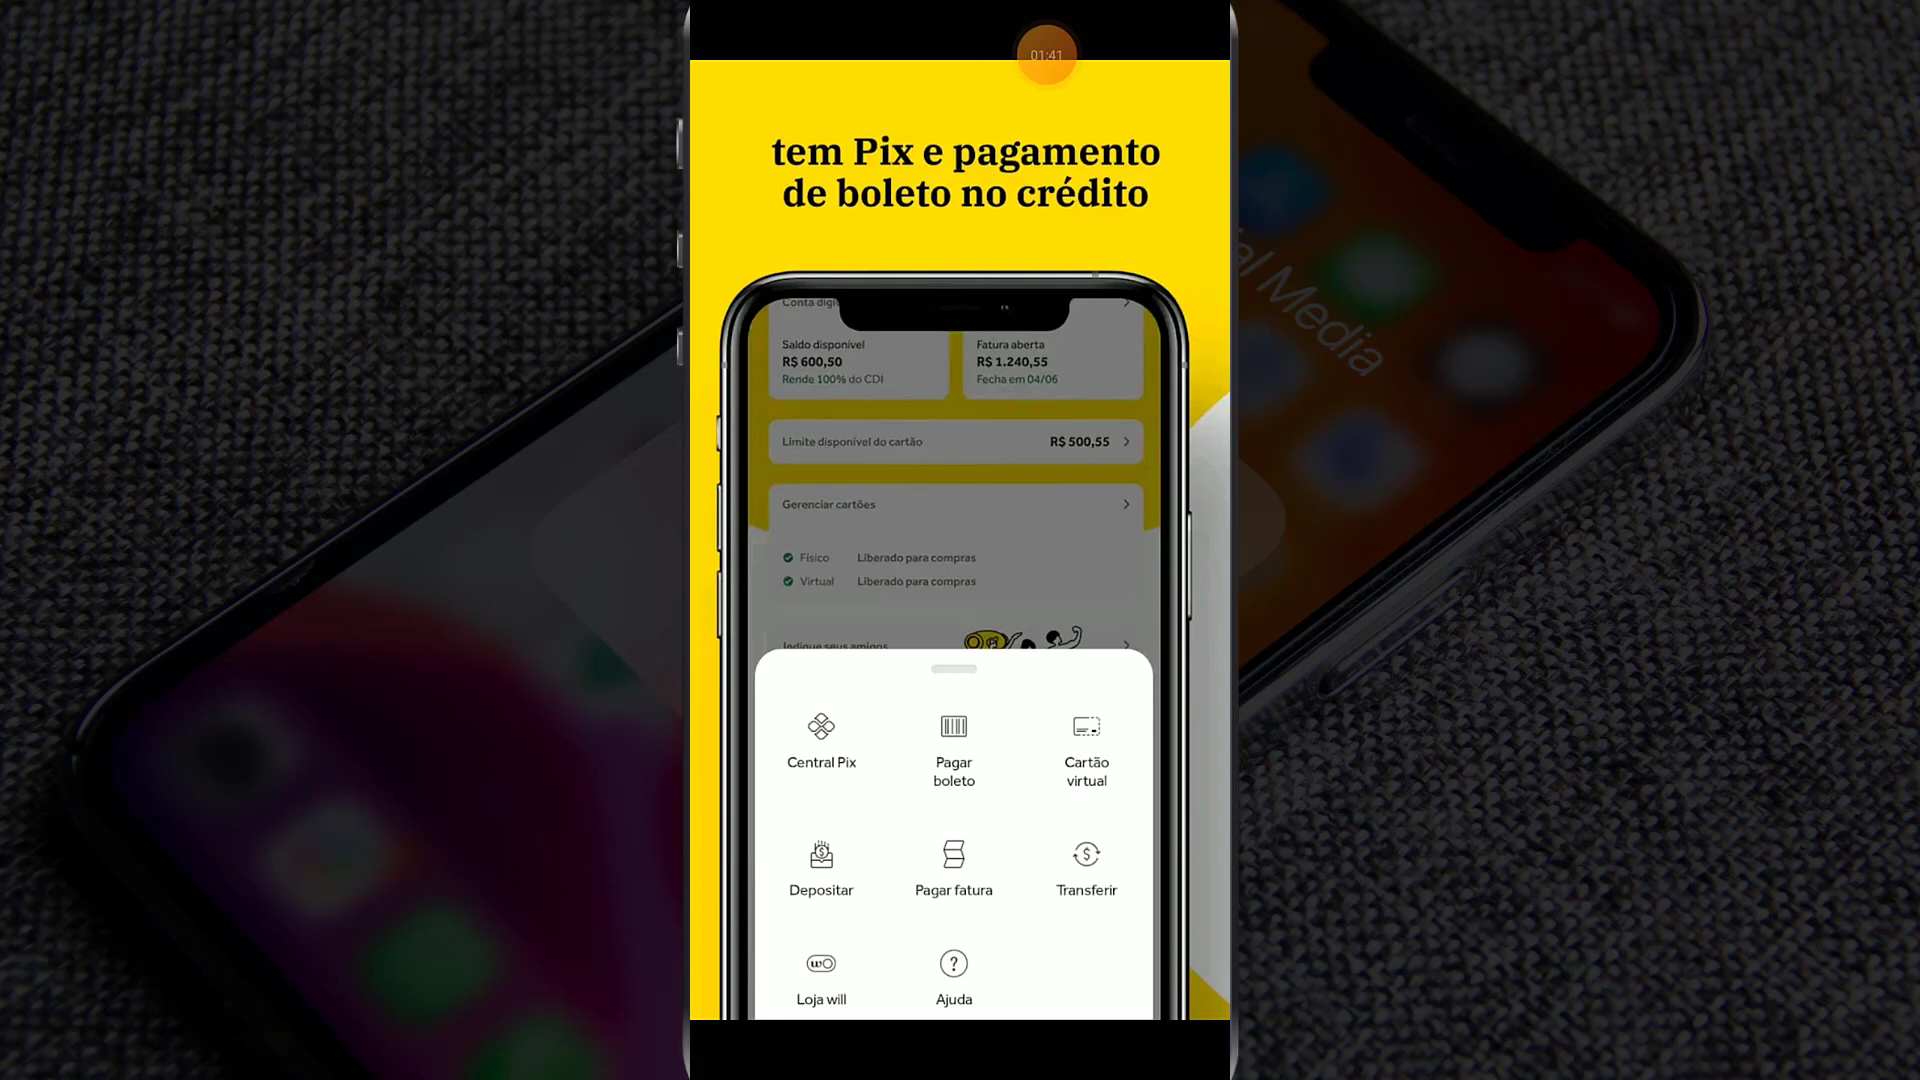 01:41
tem Pix e pagamento
de boleto no crédito
Saldo disponível
R$ 600,50
Rende 100% do CDI
Fatura aberta
R$ 1.240,55
Fecha em 04/06
Limite disponível do cartão
R$ 500,55
Gerenciar cartões
Físico Liberado para compras
Virtual Liberado para compras
Indique seus amigos
Central Pix
Pagar
boleto
Cartão
virtual
Depositar
Pagar fatura
Transferir
wO
Loja will
?
Ajuda
Media